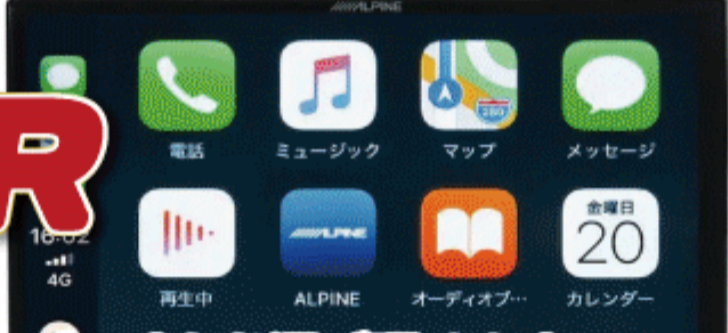 ALPINE
電話
ミュージック
マップ
メッセージ
R
16:02
4G
280
ALPINE
金曜日
20
再生中
ALPINE
オーディオブ…
カレンダー